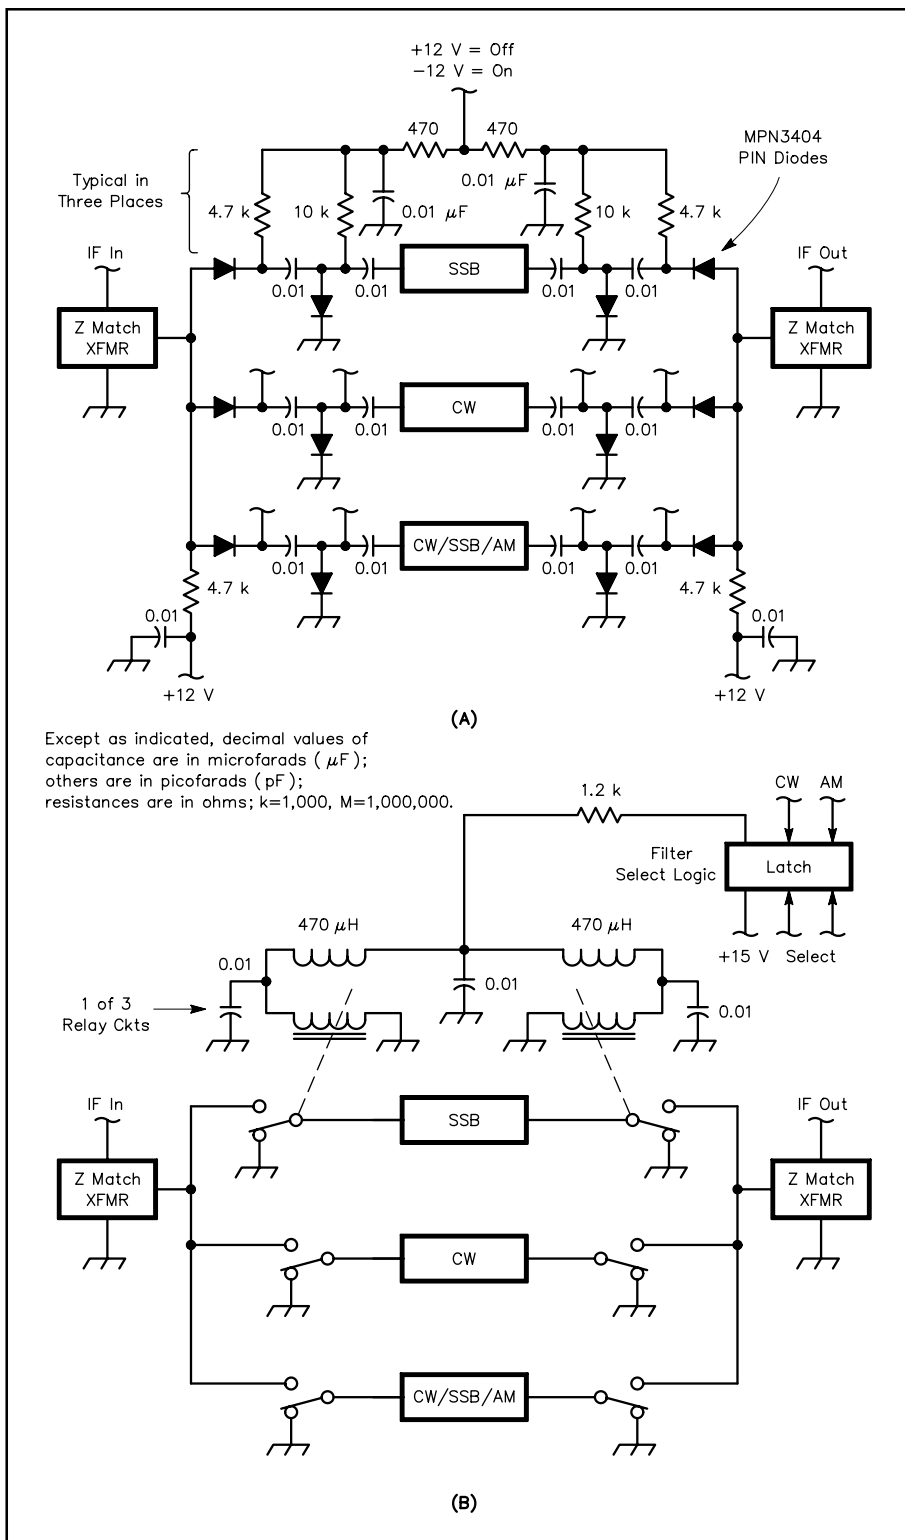 +12 V = Off
−12 V = On
470
470
MPN3404
PIN Diodes
Typical in
Three Places
4.7 k
10 k
0.01 μF
0.01 μF
10 k
4.7 k
IF In
SSB
IF Out
0.01
0.01
0.01
0.01
Z Match
XFMR
Z Match
XFMR
CW
0.01
0.01
0.01
0.01
CW/SSB/AM
0.01
0.01
0.01
0.01
4.7 k
4.7 k
0.01
0.01
+12 V
+12 V
(A)
Except as indicated, decimal values of
capacitance are in microfarads ( μF);
others are in picofarads (pF);
resistances are in ohms; k=1,000, M=1,000,000.
1.2 k
CW
AM
Filter
Select Logic
Latch
+15 V
Select
470 μH
470 μH
0.01
0.01
0.01
1 of 3
Relay Ckts
IF In
SSB
IF Out
Z Match
XFMR
Z Match
XFMR
CW
CW/SSB/AM
(B)